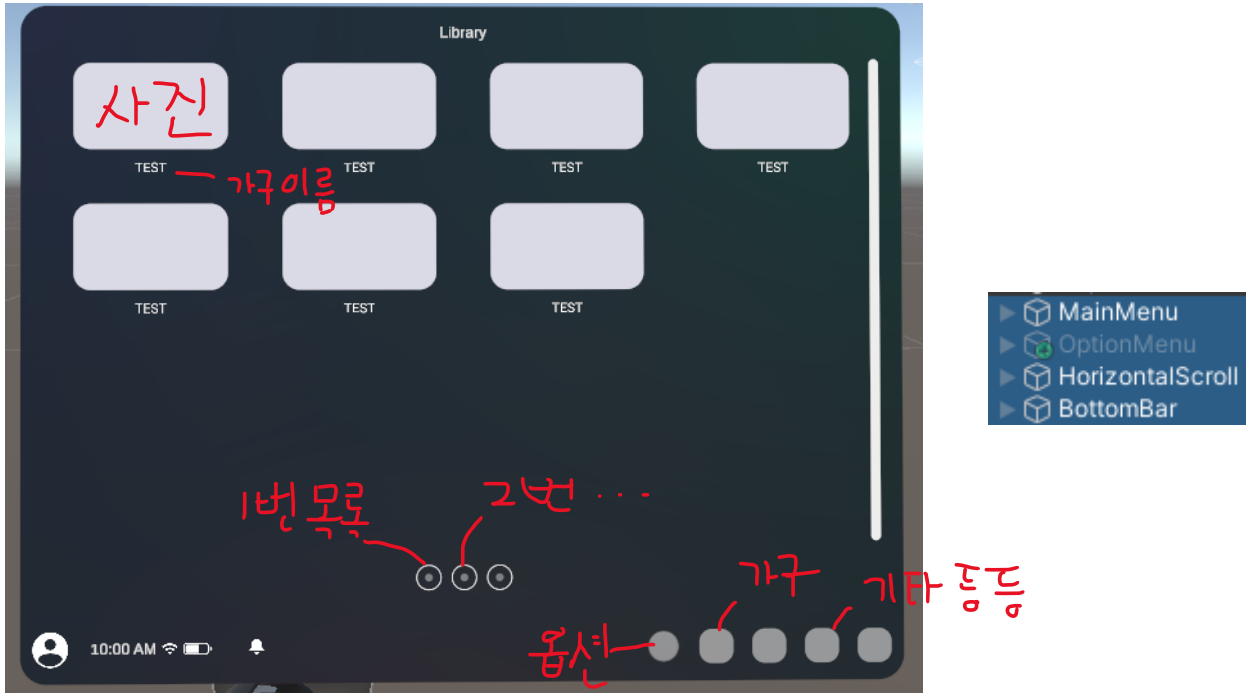 Library
사진
TEST
TEST
TEST
TEST
가구이름
TEST
TEST
TEST
MainMenu
OptionMenu
HorizontalScroll
BottomBar
1번 목록
2번 ...
가구
기타 등등
옵션
10:00 AM